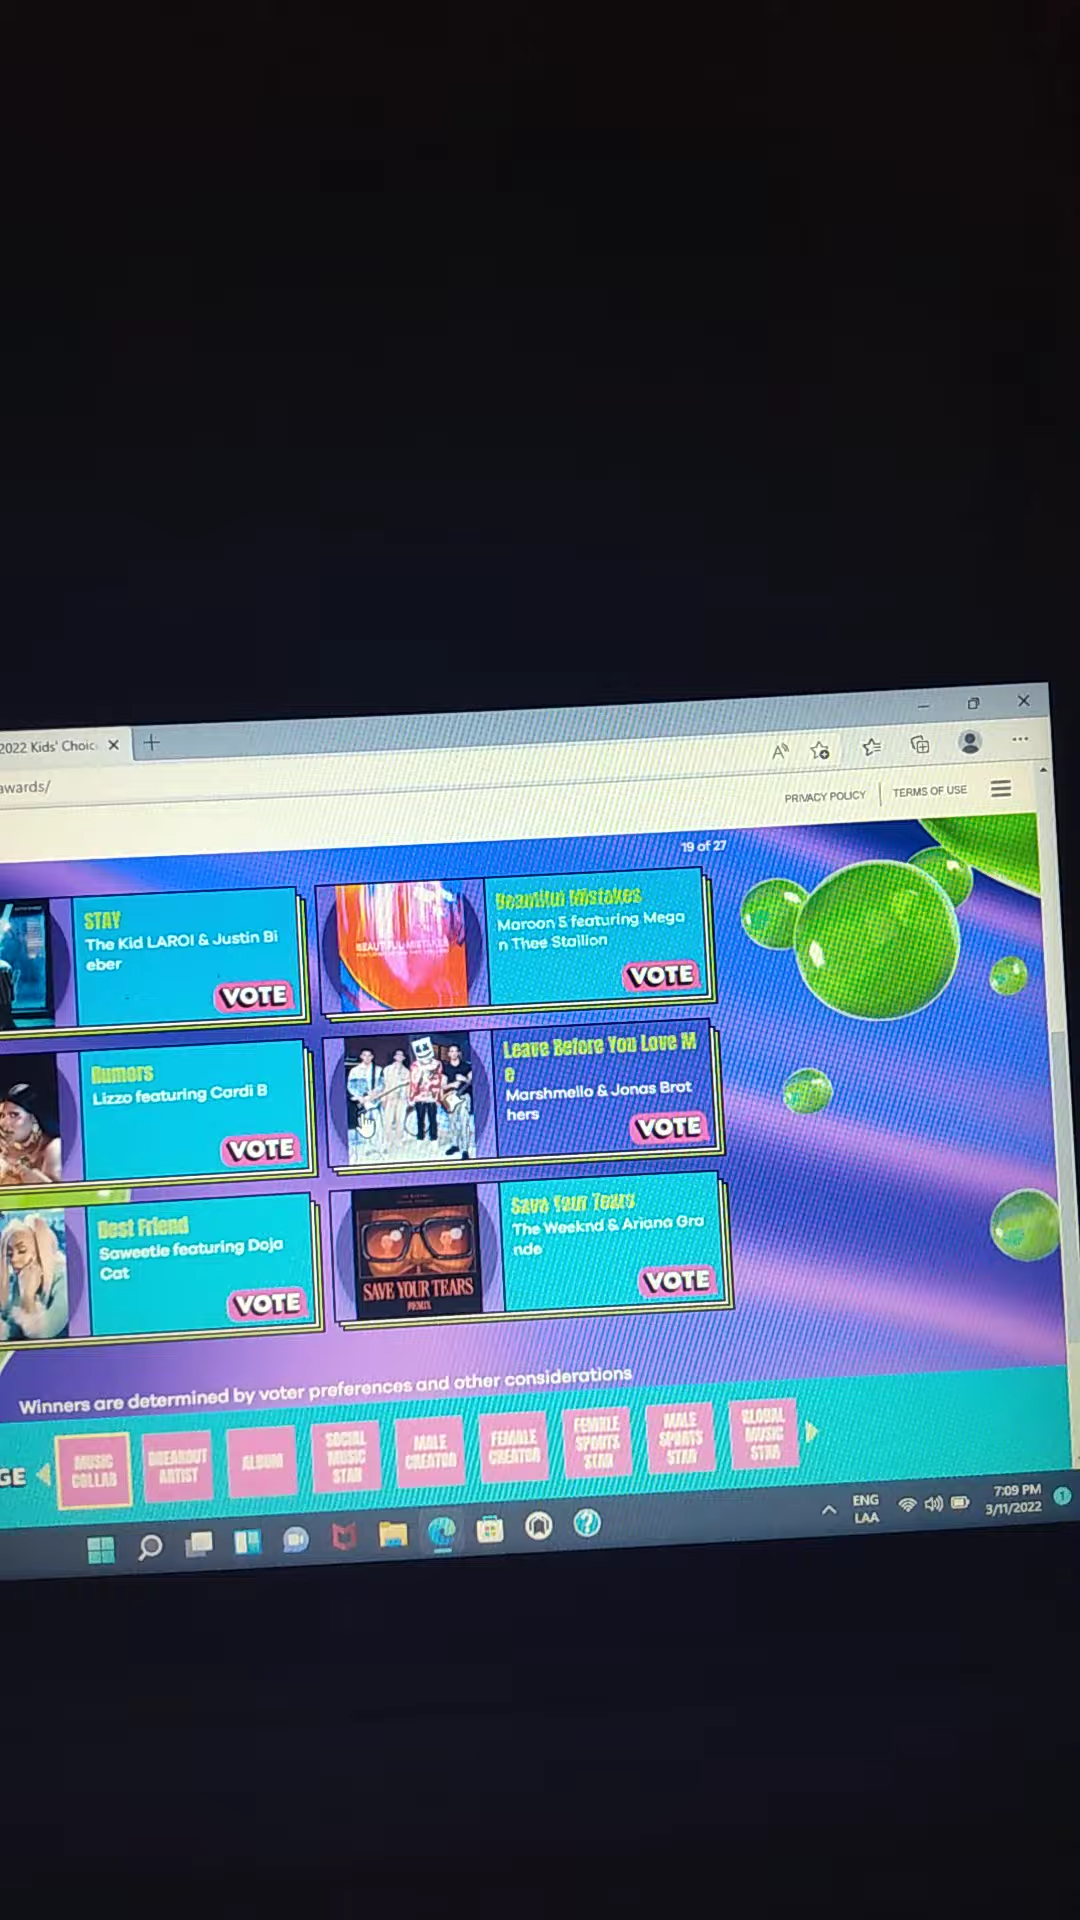 2022 Kids' Choic
awards/
PRIVACY POLICY
TERMS OF USE
19 of 27
STAY
The Kid LAROI & Justin Bi
eber
VOTE
BEAUTIFUL MISTAKES
Beautiful Mistakes
Maroon 5 featuring Mega
n Thee Stallion
VOTE
Rumors
Lizzo featuring Cardi B
VOTE
Leave Before You Love M
e
Marshmello & Jonas Brot
hers
VOTE
Best Friend
Saweetie featuring Doja
Cat
VOTE
SAVE YOUR TEARS
REMIX
Save Your Tears
The Weeknd & Ariana Gra
nde
VOTE
Winners are determined by voter preferences and other considerations
GE
MUSIC
COLLAB
BREAKOUT
ARTIST
ALBUM
SOCIAL
MUSIC
STAR
MALE
CREATOR
FEMALE
CREATOR
FEMALE
SPORTS
STAR
MALE
SPORTS
STAR
GLOBAL
MUSIC
STAR
ENG
LAA
7:09 PM
3/11/2022
1